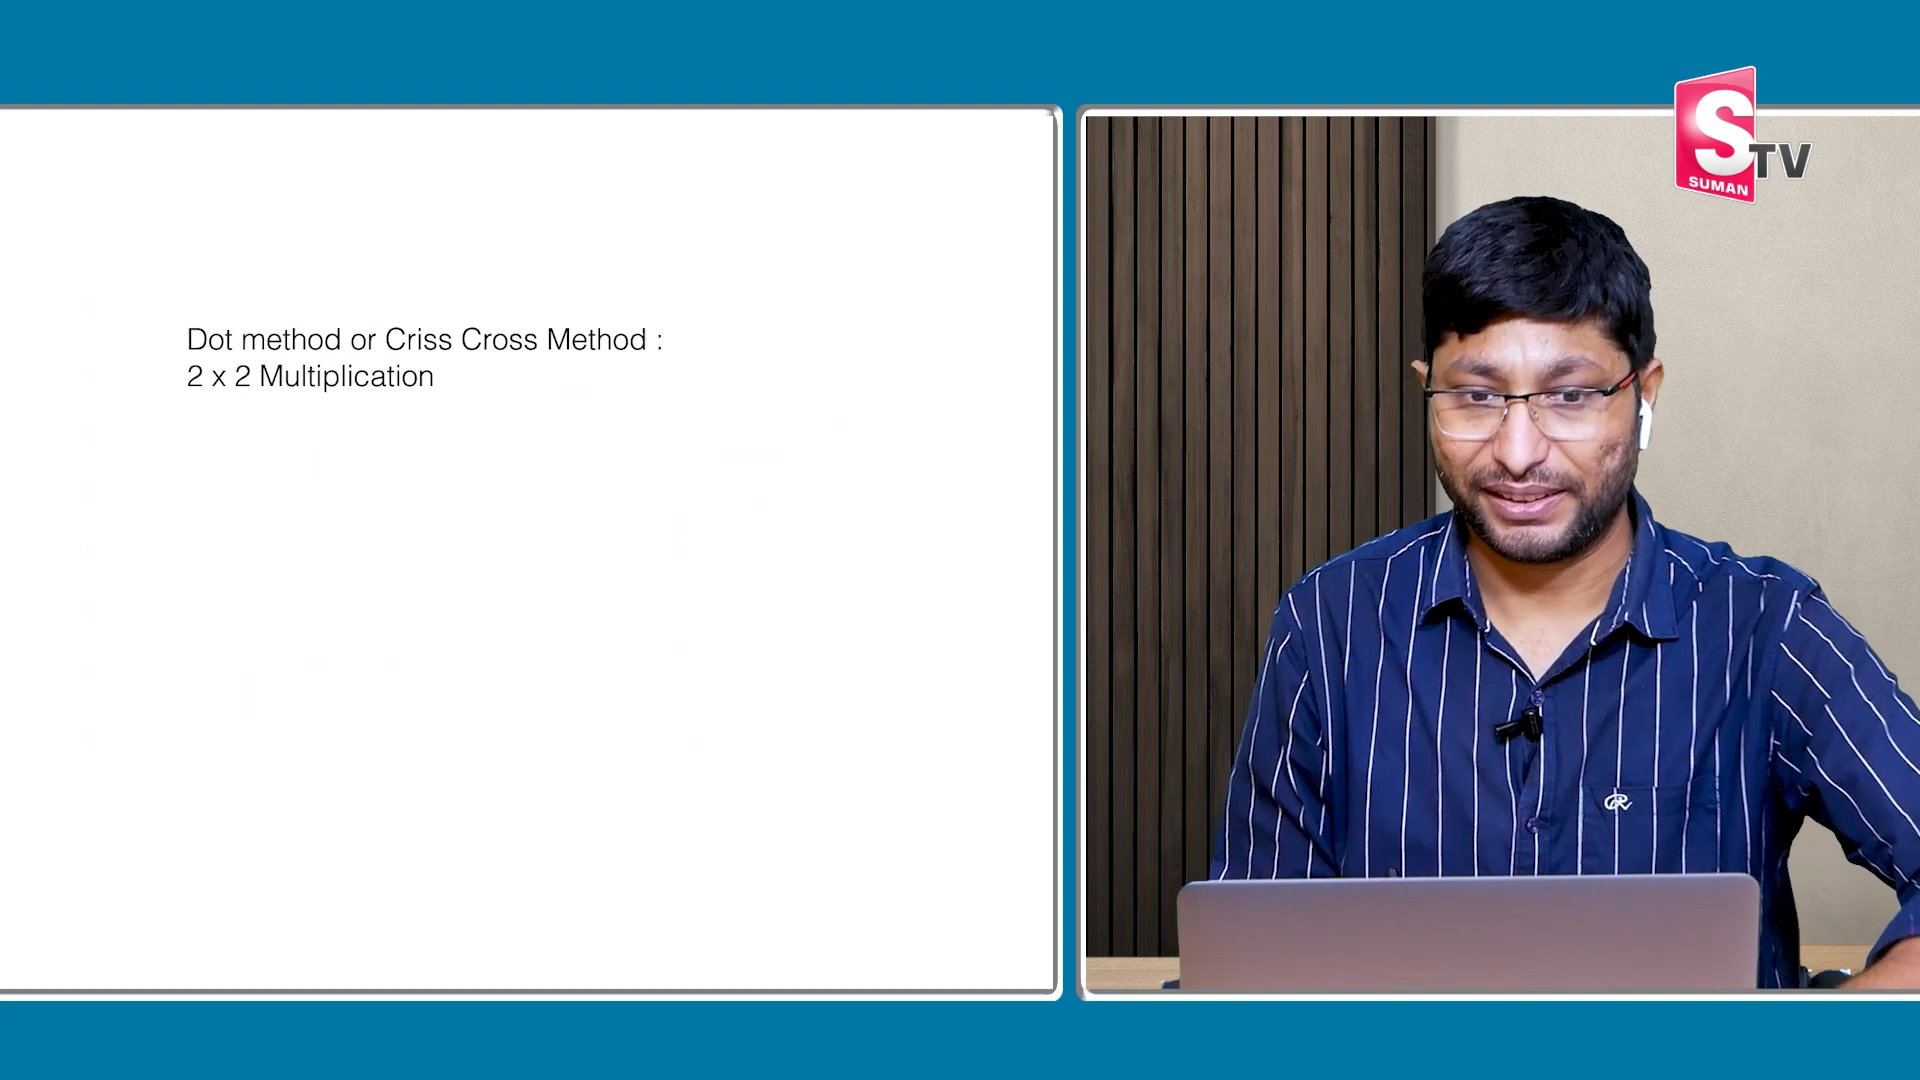 Dot method or Criss Cross Method :
2 x 2 Multiplication
S TV
SUMAN